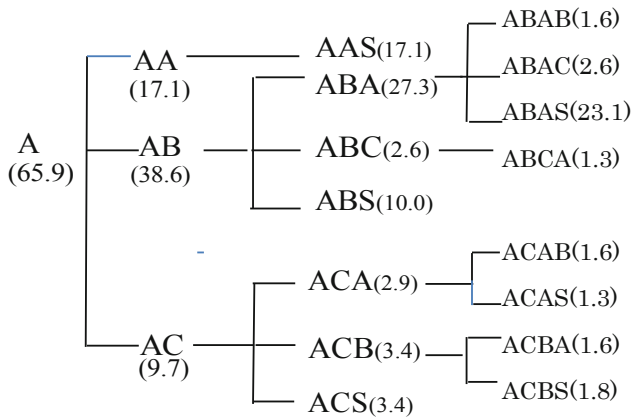 A
(65.9)
AA
(17.1)
AB
(38.6)
AC
(9.7)
AAS(17.1)
ABA(27.3)
ABC(2.6)
ABS(10.0)
ACA(2.9)
ACB(3.4)
ACS(3.4)
ABAB(1.6)
ABAC(2.6)
ABAS(23.1)
ABCA(1.3)
ACAB(1.6)
ACAS(1.3)
ACBA(1.6)
ACBS(1.8)